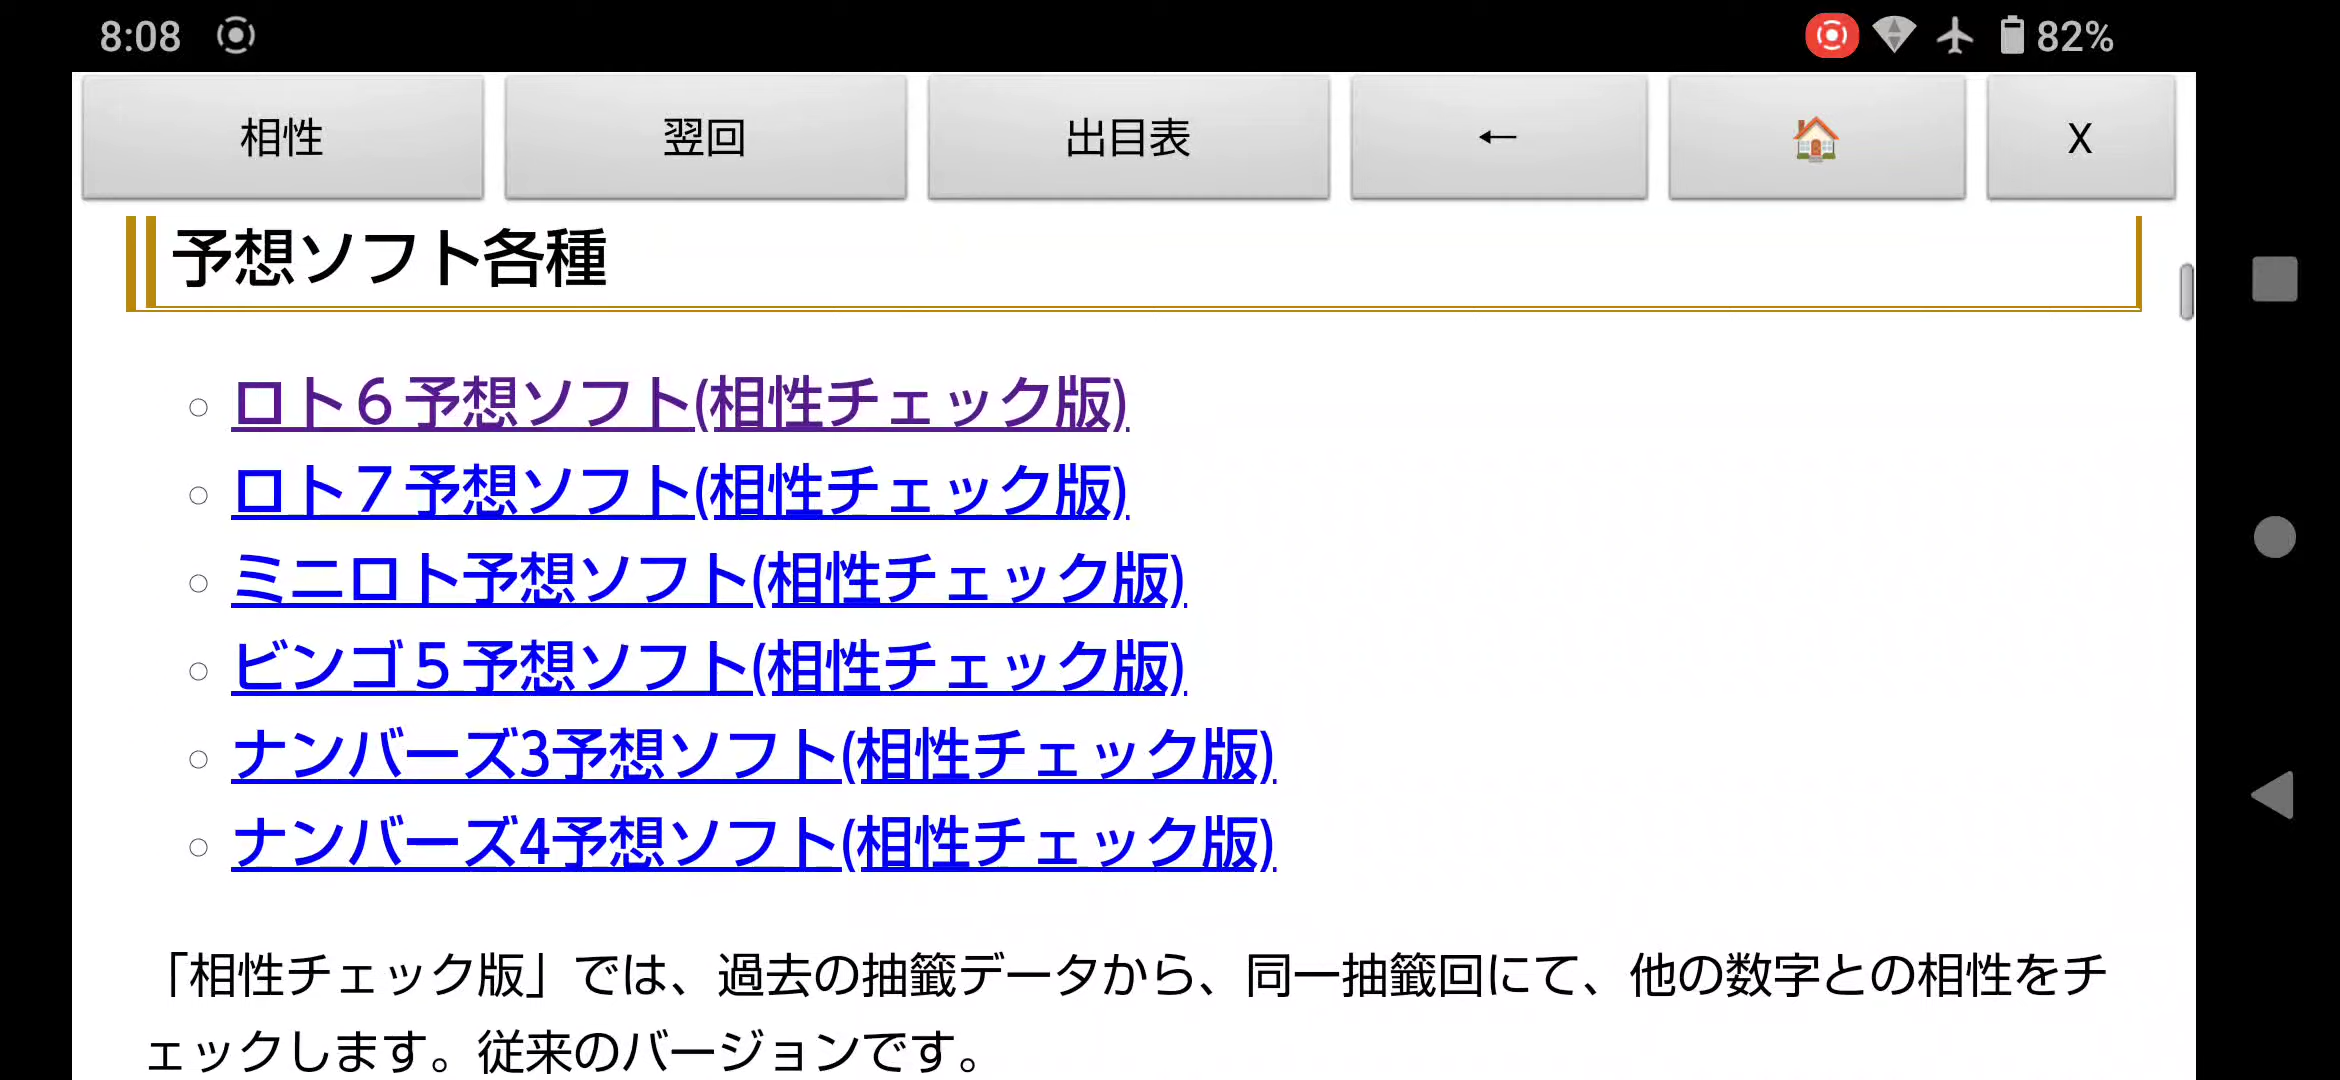 8:08 82%
相性 翌回 出目表 ← 🏠 X
予想ソフト各種
ロト６予想ソフト(相性チェック版)
ロト７予想ソフト(相性チェック版)
ミニロト予想ソフト(相性チェック版)
ビンゴ５予想ソフト(相性チェック版)
ナンバーズ3予想ソフト(相性チェック版)
ナンバーズ4予想ソフト(相性チェック版)
「相性チェック版」では、過去の抽籤データから、同一抽籤回にて、他の数字との相性をチ
ェックします。従来のバージョンです。